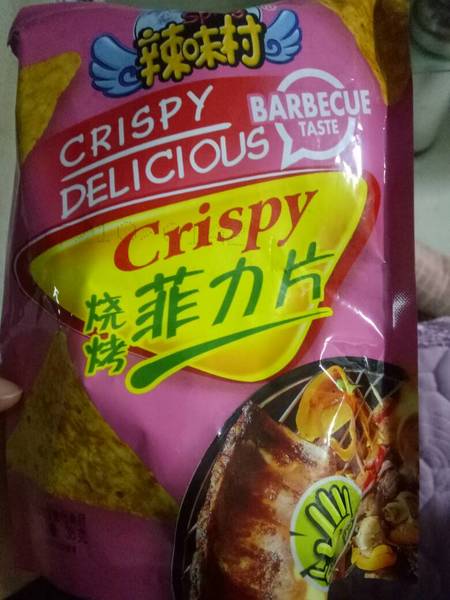 辣味村
CRISPY
DELICIOUS
BARBECUE
TASTE
Crispy
烧烤
菲力片